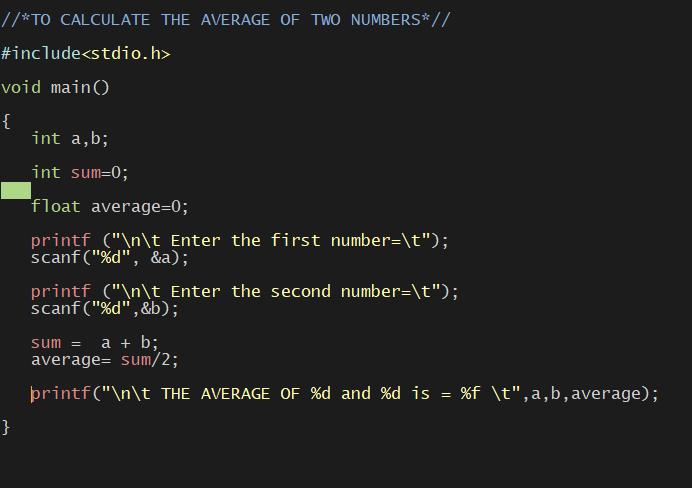 //*TO CALCULATE THE AVERAGE OF TWO NUMBERS*//
#include<stdio.h>
void main()
{
int a,b;
int sum=0;
float average=0;
printf ("\n\t Enter the first number=\t");
scanf("%d", &a);
printf ("\n\t Enter the second number=\t");
scanf("%d",&b);
sum =  a + b;
average= sum/2;
printf("\n\t THE AVERAGE OF %d and %d is = %f \t",a,b,average);
}